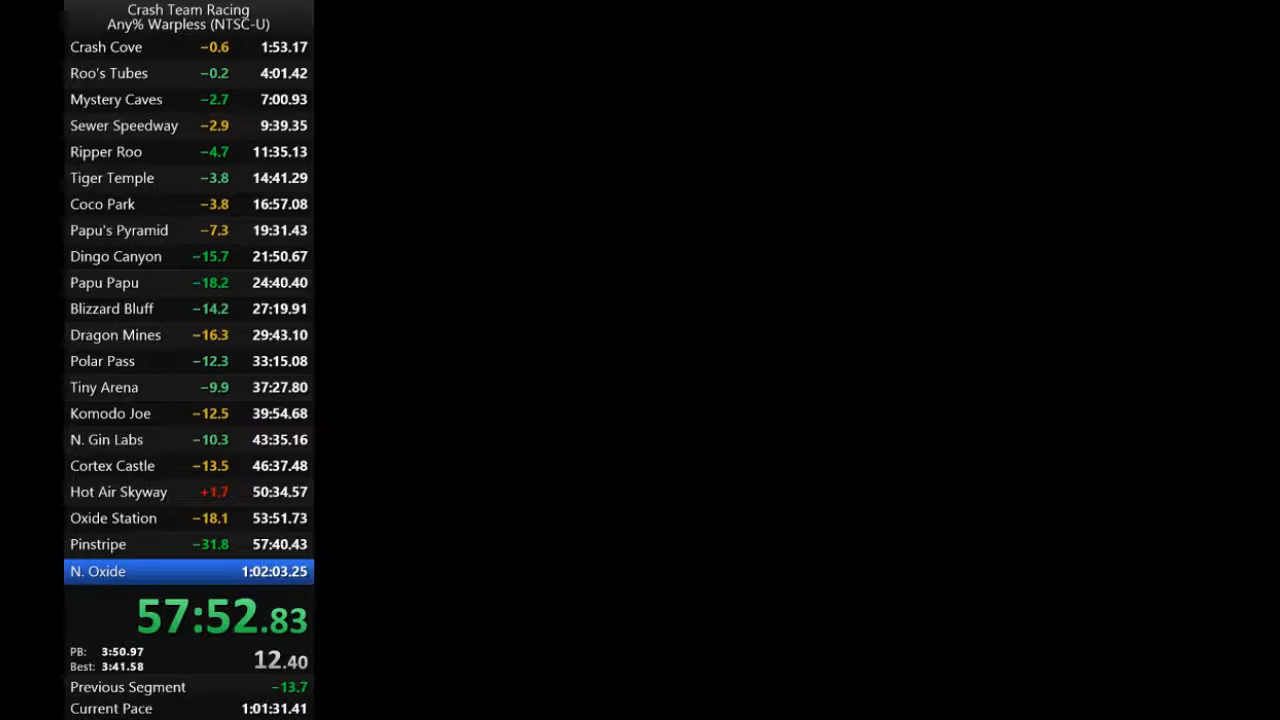 Crash Team Racing
Any% Warpless (NTSC-U)
Crash Cove −0.6 1:53.17
Roo's Tubes −0.2 4:01.42
Mystery Caves −2.7 7:00.93
Sewer Speedway −2.9 9:39.35
Ripper Roo −4.7 11:35.13
Tiger Temple −3.8 14:41.29
Coco Park −3.8 16:57.08
Papu's Pyramid −7.3 19:31.43
Dingo Canyon −15.7 21:50.67
Papu Papu −18.2 24:40.40
Blizzard Bluff −14.2 27:19.91
Dragon Mines −16.3 29:43.10
Polar Pass −12.3 33:15.08
Tiny Arena −9.9 37:27.80
Komodo Joe −12.5 39:54.68
N. Gin Labs −10.3 43:35.16
Cortex Castle −13.5 46:37.48
Hot Air Skyway +1.7 50:34.57
Oxide Station −18.1 53:51.73
Pinstripe −31.8 57:40.43
N. Oxide 1:02:03.25
57:52.83
PB: 3:50.97
Best: 3:41.58
12.40
Previous Segment −13.7
Current Pace 1:01:31.41